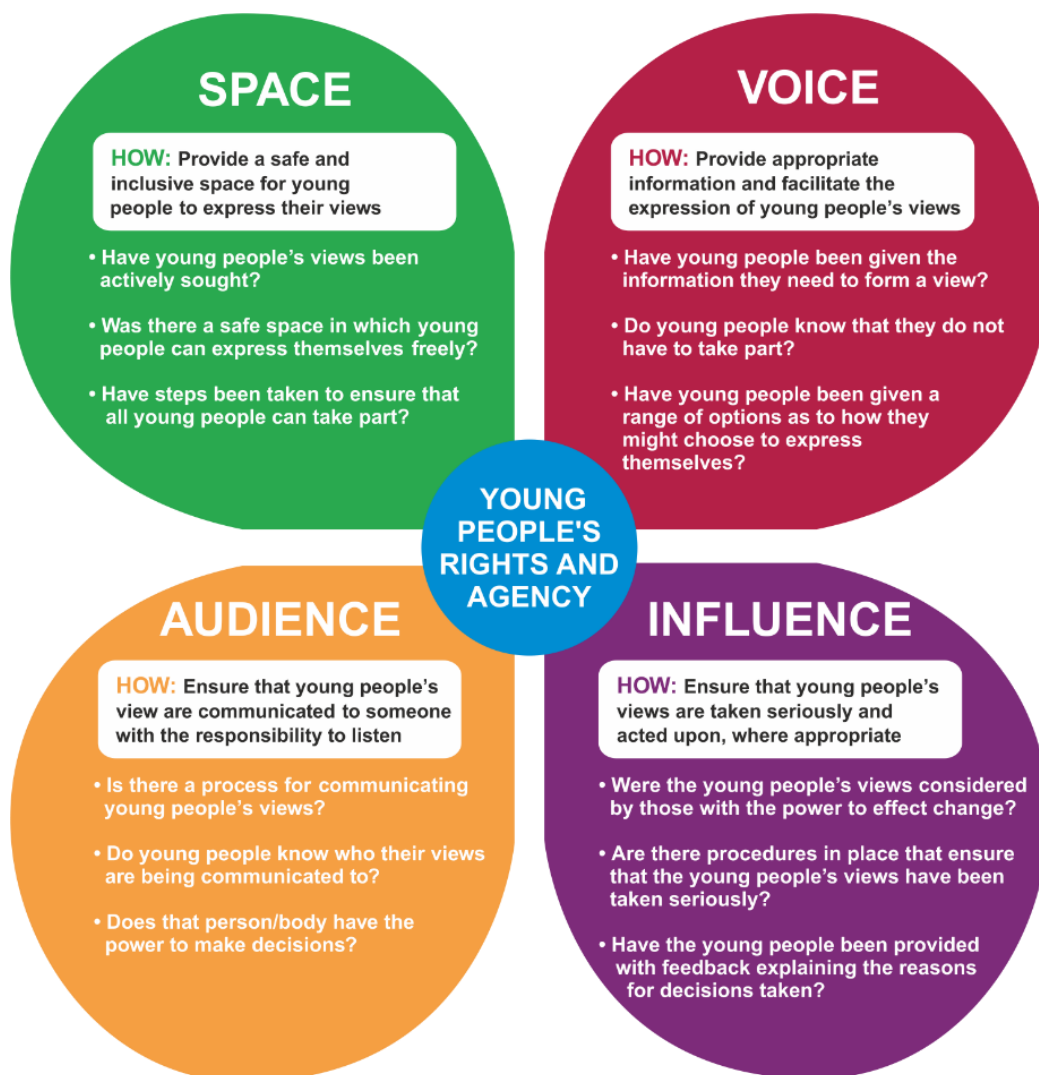 SPACE
HOW: Provide a safe and
inclusive space for young
people to express their views
• Have young people’s views been
actively sought?
• Was there a safe space in which young
people can express themselves freely?
• Have steps been taken to ensure that
all young people can take part?
VOICE
HOW: Provide appropriate
information and facilitate the
expression of young people’s views
• Have young people been given the
information they need to form a view?
• Do young people know that they do not
have to take part?
• Have young people been given a
range of options as to how they
might choose to express
themselves?
YOUNG
PEOPLE'S
RIGHTS AND
AGENCY
AUDIENCE
HOW: Ensure that young people’s
view are communicated to someone
with the responsibility to listen
• Is there a process for communicating
young people’s views?
• Do young people know who their views
are being communicated to?
• Does that person/body have the
power to make decisions?
INFLUENCE
HOW: Ensure that young people’s
views are taken seriously and
acted upon, where appropriate
• Were the young people’s views considered
by those with the power to effect change?
• Are there procedures in place that ensure
that the young people’s views have been
taken seriously?
• Have the young people been provided
with feedback explaining the reasons
for decisions taken?